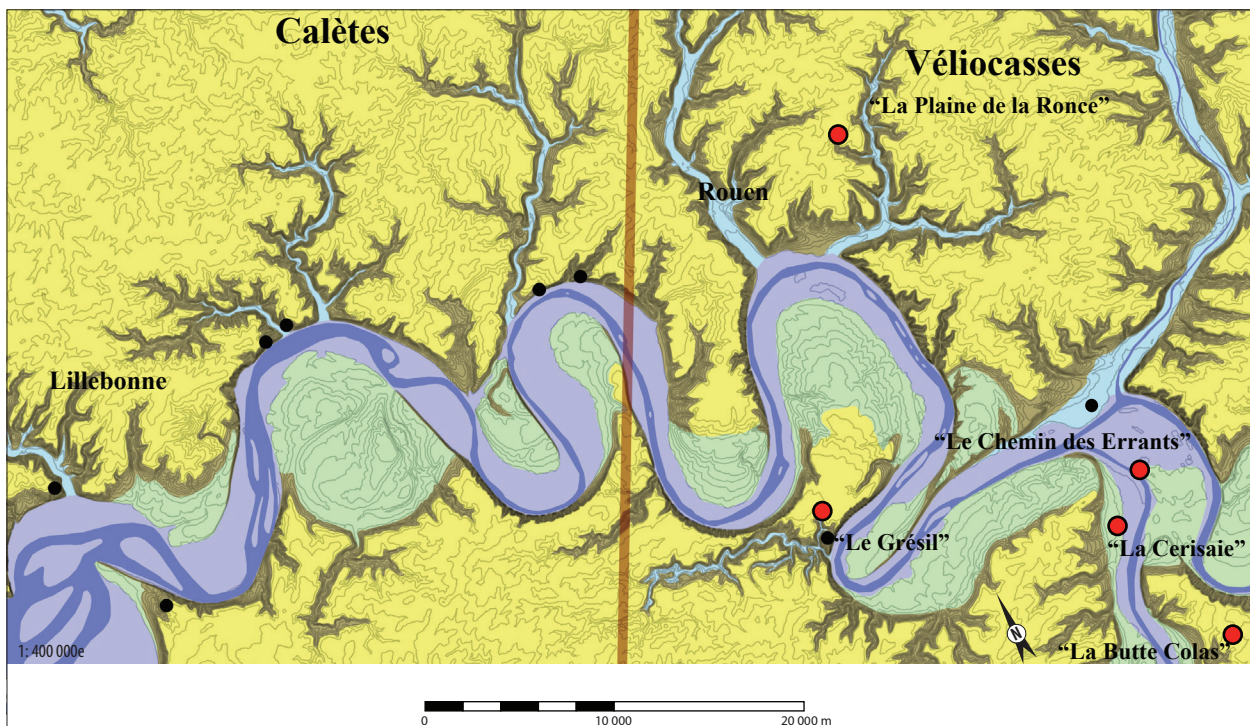 Calètes
Véliocasses
“La Plaine de la Ronce”
Rouen
Lillebonne
“Le Chemin des Errants”
“Le Grésil”
“La Cerisaie”
N
“La Butte Colas”
1: 400 000e
0 10 000 20 000 m